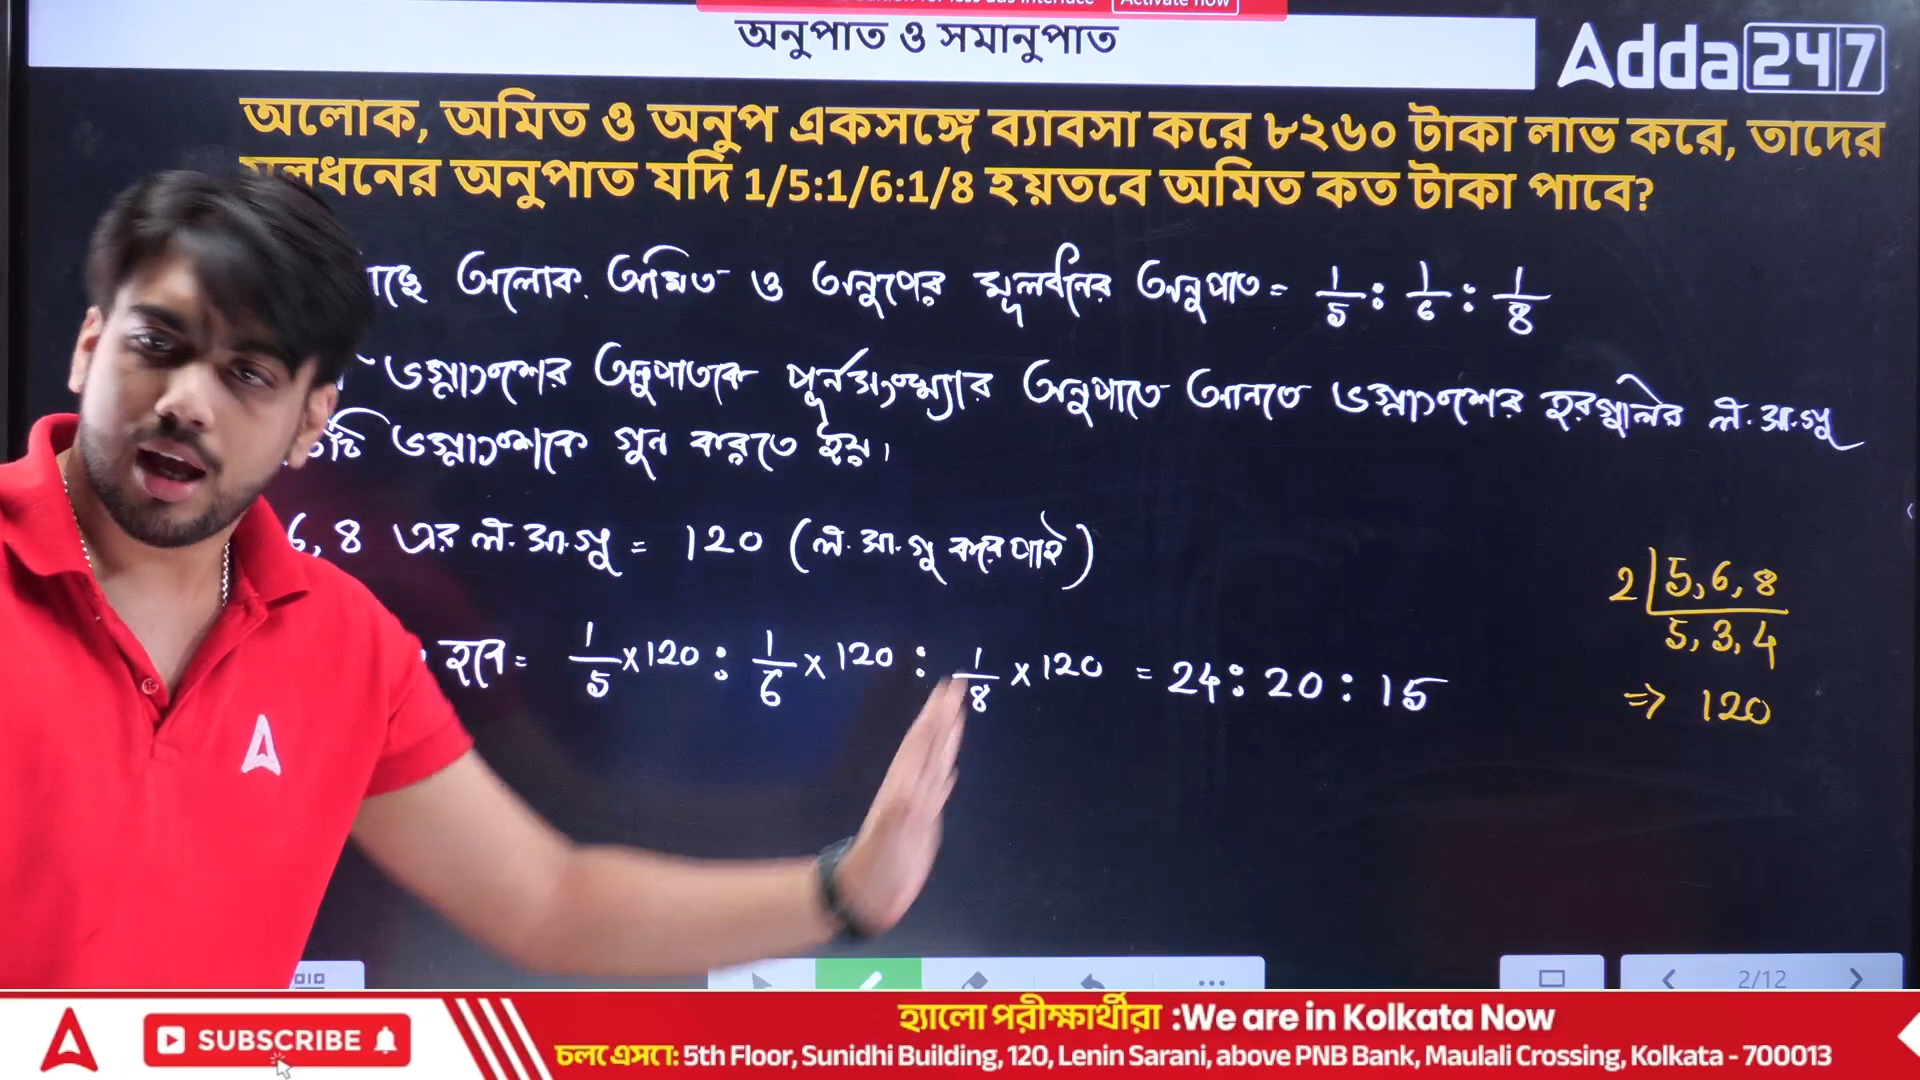 Activate now
অনুপাত ও সমানুপাত
Adda247
অলোক, অমিত ও অনুপ একসঙ্গে ব্যাবসা করে ৮২৬০ টাকা লাভ করে, তাদের
মূলধনের অনুপাত যদি 1/5:1/6:1/8 হয়তবে অমিত কত টাকা পাবে?
অলোক. অমিত ও অনুপের মূলধনের অনুপাত = 1/5 : 1/6 : 1/8
ভগ্নাংশের অনুপাতকে পূর্নসংখ্যার অনুপাতে আনতে ভগ্নাংশের হরগুলির ল.সা.গু
ভগ্নাংশকে গুন করতে হয়।
6, 8 এর ল.সা.গু = 120 (ল.সা.গু করে পাই)
হবে = 1/5 x 120 : 1/6 x 120 : 1/8 x 120 = 24 : 20 : 15
2 | 5, 6, 8
5, 3, 4
⇒ 120
2/12
SUBSCRIBE
হ্যালো পরীক্ষার্থীরা :We are in Kolkata Now
চলে এসো: 5th Floor, Sunidhi Building, 120, Lenin Sarani, above PNB Bank, Maulali Crossing, Kolkata - 700013